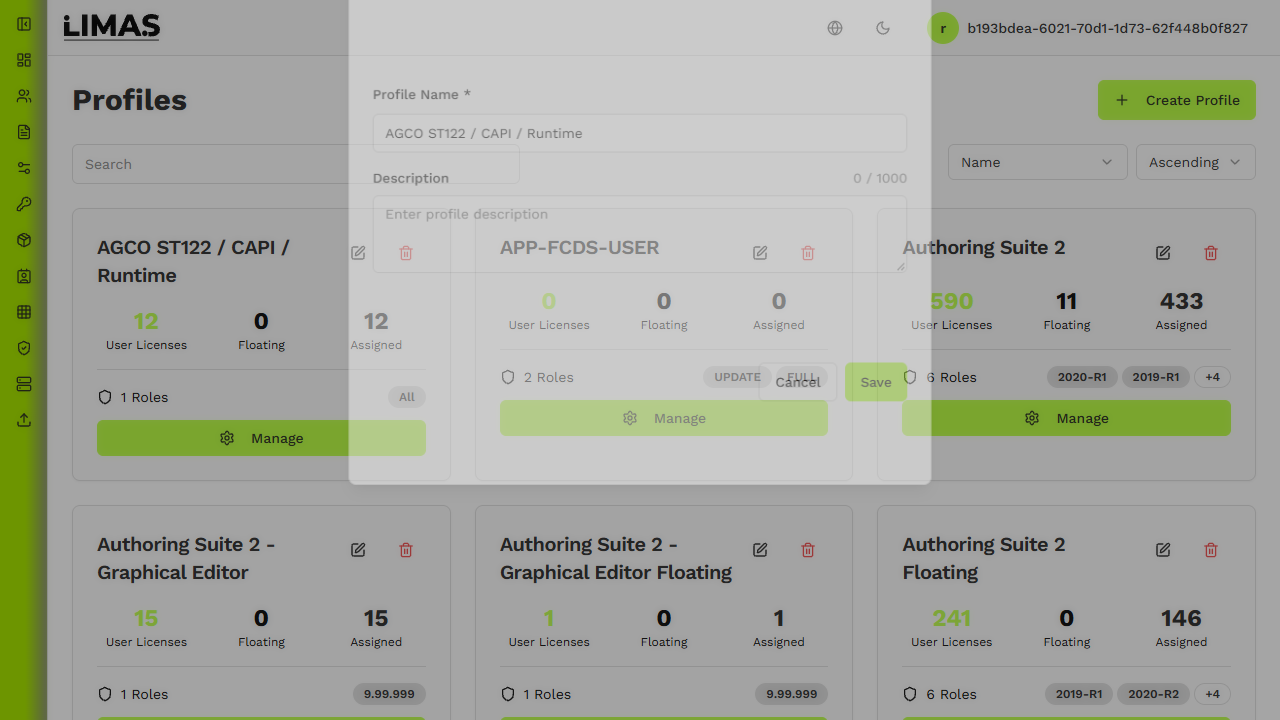 LIMAS
r
b193bdea-6021-70d1-1d73-62f448b0f827
Profiles
Create Profile
Search
Name
Ascending
Profile Name *
AGCO ST122 / CAPI / Runtime
Description
0 / 1000
Enter profile description
Cancel
Save
AGCO ST122 / CAPI /
Runtime
12
0
12
User Licenses
Floating
Assigned
1 Roles
All
Manage
APP-FCDS-USER
0
0
0
User Licenses
Floating
Assigned
2 Roles
UPDATE
FULL
Manage
Authoring Suite 2
590
11
433
User Licenses
Floating
Assigned
6 Roles
2020-R1
2019-R1
+4
Manage
Authoring Suite 2 -
Graphical Editor
15
0
15
User Licenses
Floating
Assigned
1 Roles
9.99.999
Authoring Suite 2 -
Graphical Editor Floating
1
0
1
User Licenses
Floating
Assigned
1 Roles
9.99.999
Authoring Suite 2
Floating
241
0
146
User Licenses
Floating
Assigned
6 Roles
2019-R1
2020-R2
+4